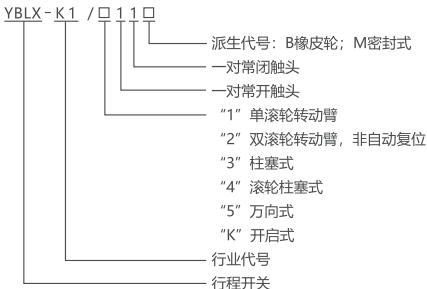 YBLX-K1/□11□
派生代号：B橡皮轮；M密封式
一对常闭触头
一对常开触头
“1”单滚轮转动臂
“2”双滚轮转动臂，非自动复位
“3”柱塞式
“4”滚轮柱塞式
“5”万向式
“K”开启式
行业代号
行程开关